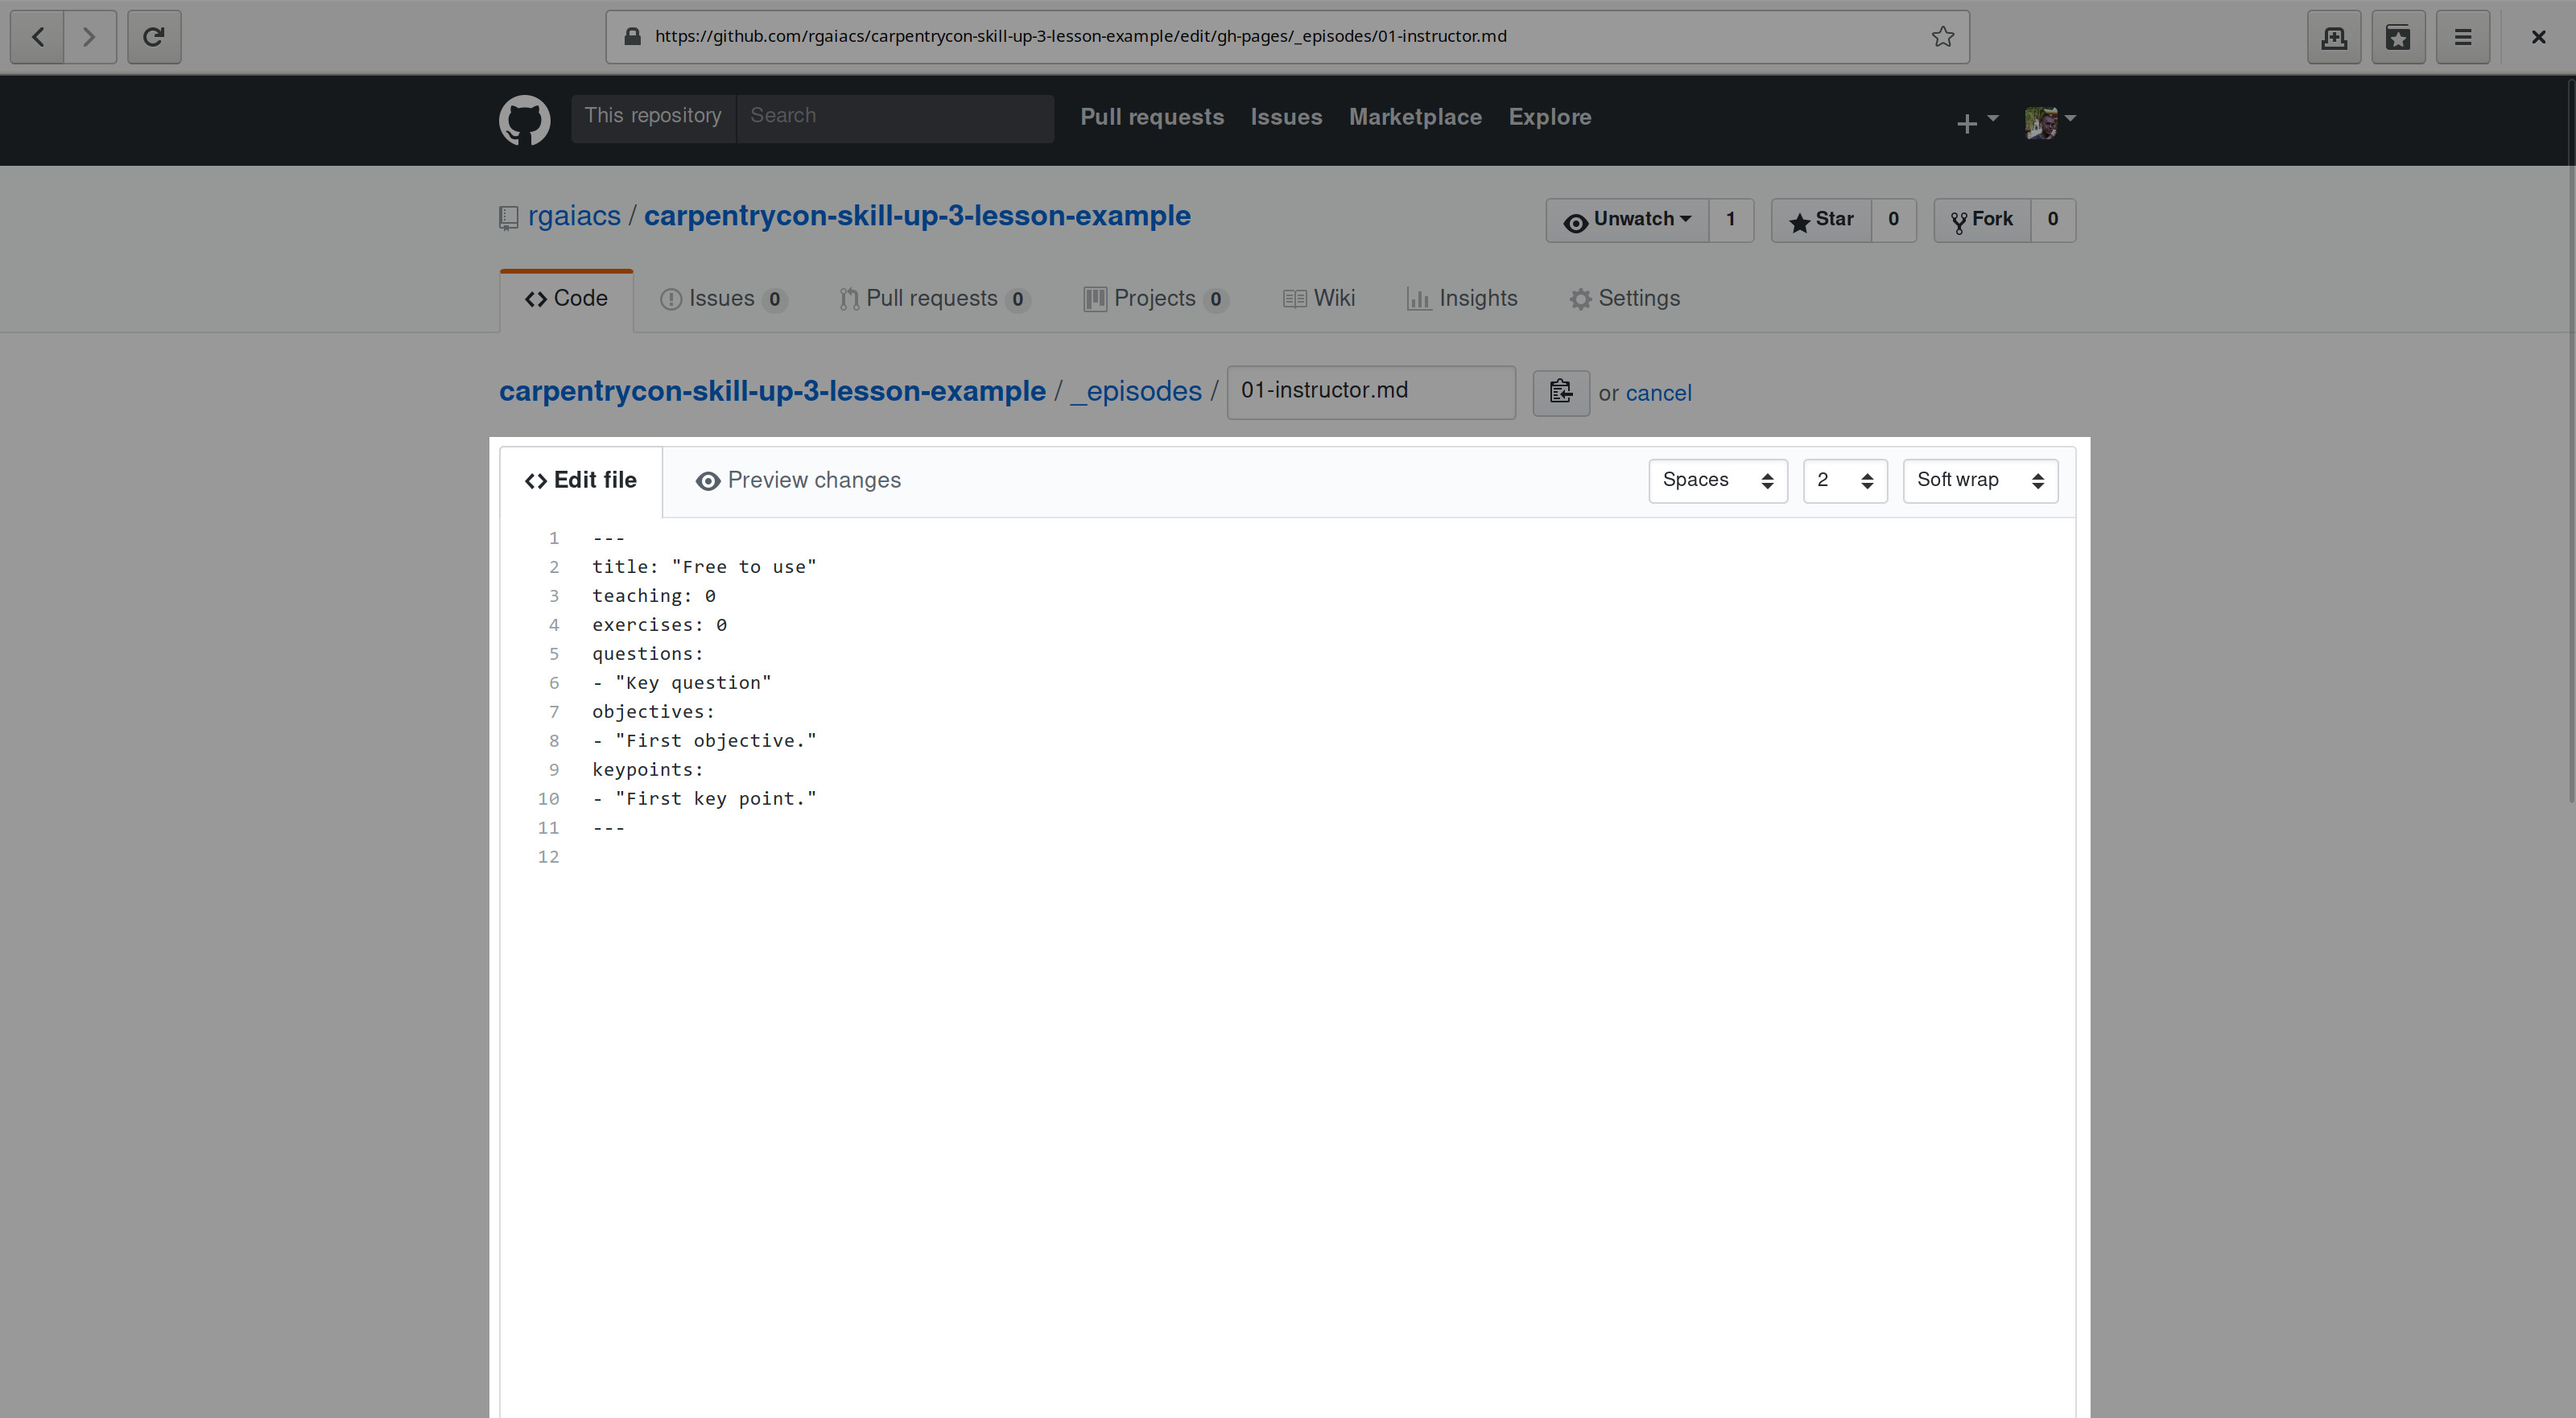 https://github.com/rgaiacs/carpentrycon-skill-up-3-lesson-example/edit/gh-pages/_episodes/01-instructor.md
This repository Search Pull requests Issues Marketplace Explore
rgaiacs / carpentrycon-skill-up-3-lesson-example Unwatch 1 Star 0 Fork 0
Code Issues 0 Pull requests 0 Projects 0 Wiki Insights Settings
carpentrycon-skill-up-3-lesson-example / _episodes / 01-instructor.md or cancel
Edit file Preview changes Spaces 2 Soft wrap
1 ---
2 title: "Free to use"
3 teaching: 0
4 exercises: 0
5 questions:
6 - "Key question"
7 objectives:
8 - "First objective."
9 keypoints:
10 - "First key point."
11 ---
12